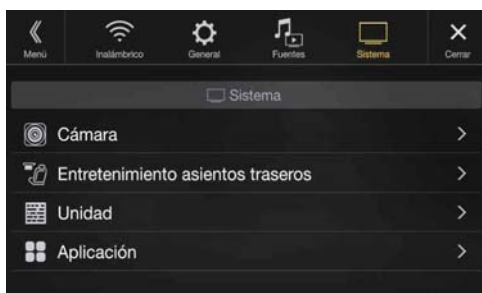 Menú
Inalámbrico
General
Fuentes
Sistema
Cerrar
Sistema
Cámara
Entretenimiento asientos traseros
Unidad
Aplicación